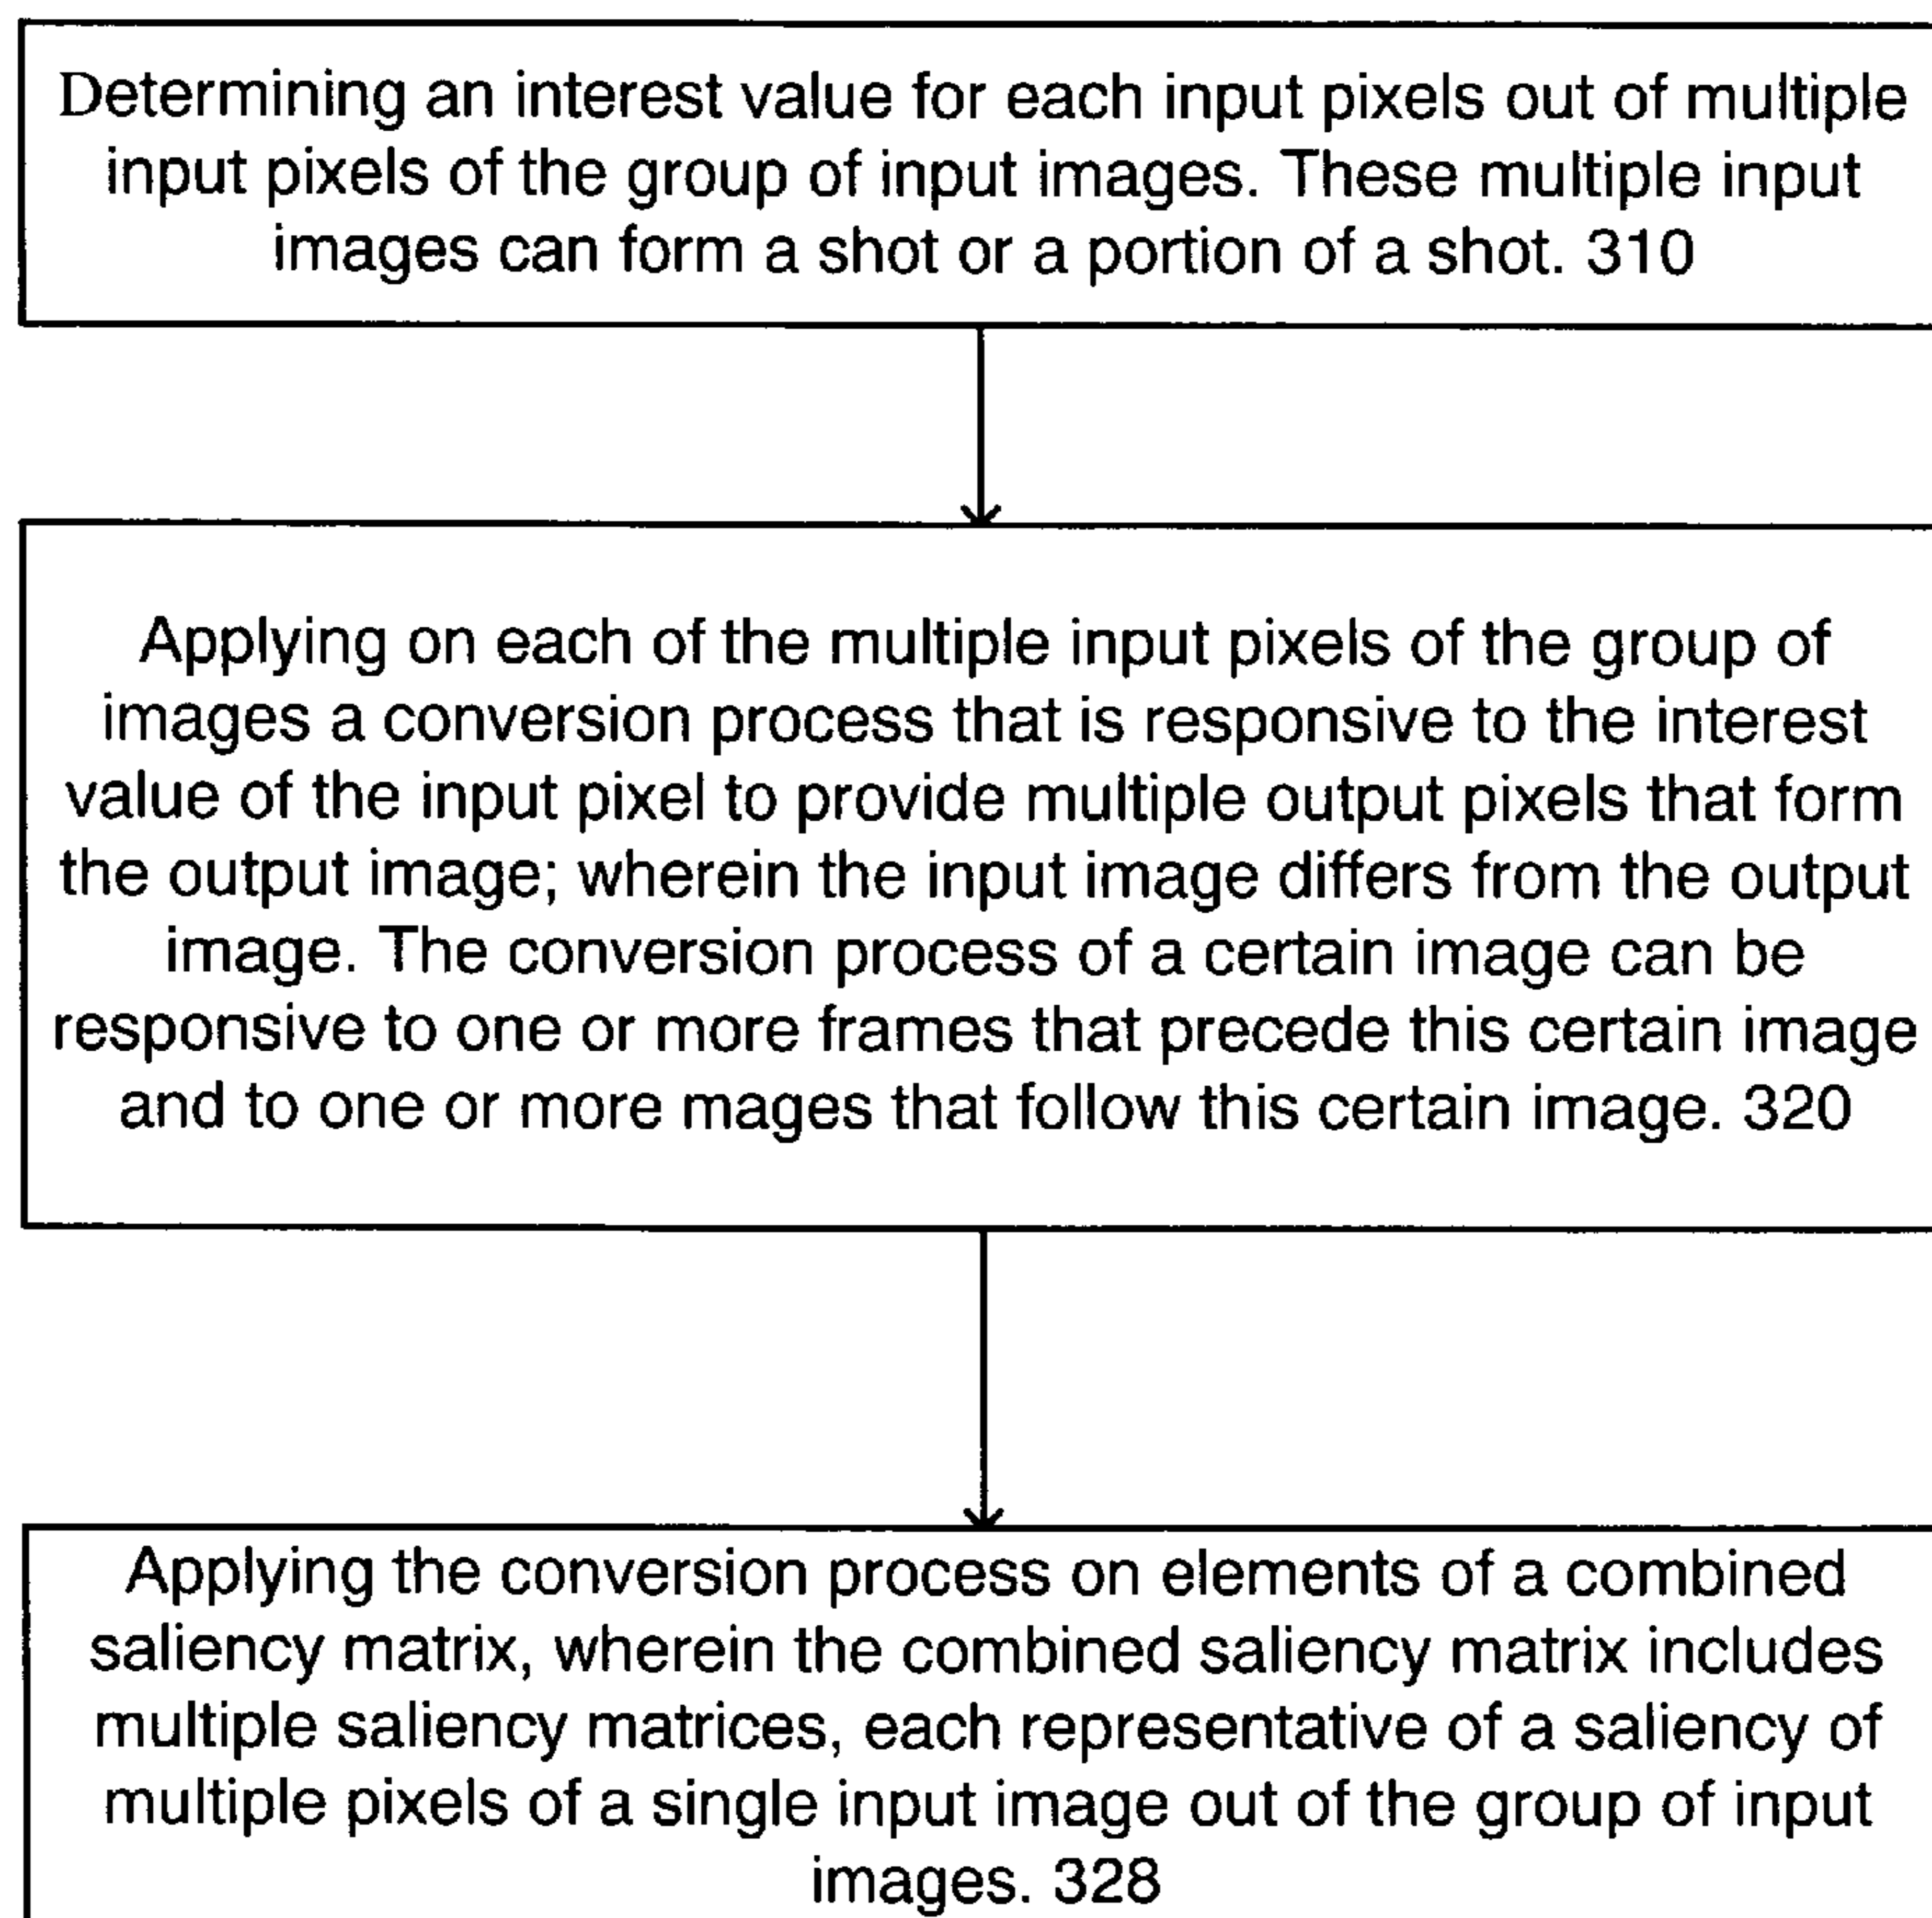 Determining an interest value for each input pixels out of multiple
input pixels of the group of input images. These multiple input
images can form a shot or a portion of a shot. 310
Applying on each of the multiple input pixels of the group of
images a conversion process that is responsive to the interest
value of the input pixel to provide multiple output pixels that form
the output image; wherein the input image differs from the output
image. The conversion process of a certain image can be
responsive to one or more frames that precede this certain image
and to one or more mages that follow this certain image. 320
Applying the conversion process on elements of a combined
saliency matrix, wherein the combined saliency matrix includes
multiple saliency matrices, each representative of a saliency of
multiple pixels of a single input image out of the group of input
images. 328